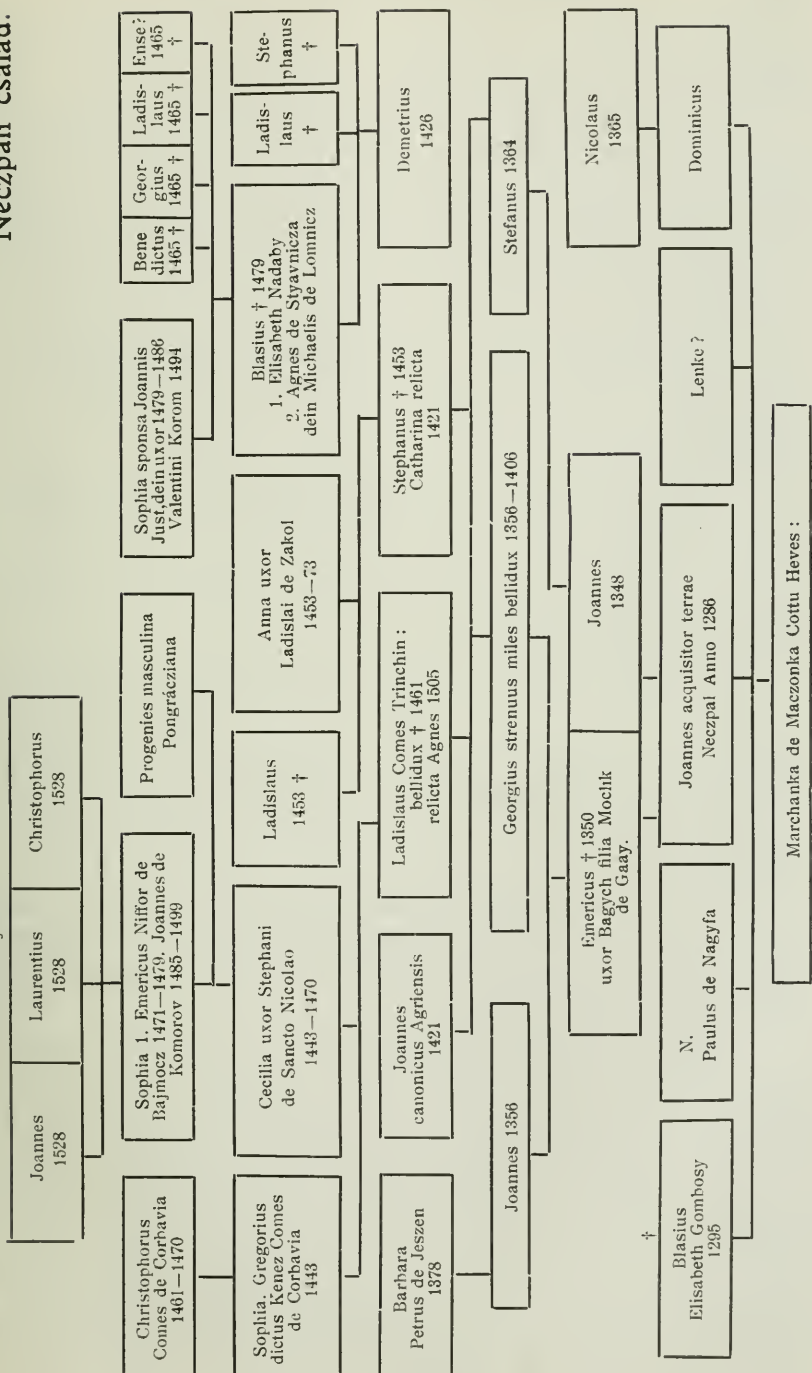 Neczpáli család.
Joannes
1528
Laurentius
1528
Christophorus
1528
Christophorus
Comes de Corbavia
1461—1470
Sophia 1. Emericus Niffor de
Bajmocz 1471—1479. Joannes de
Komorov 1485—1499
Progenies masculina
Pongrácziana
Sophia sponsa Joannis
Just, dein uxor 1479—1486
Valentini Korom 1494
Bene
dictus
1465 †
Geor-
gius
1465 †
Ladis-
laus
1465 †
Ense?
1465
†
Sophia. Gregorius
dictus Kenez Comes
de Corbavia
1443
Cecilia uxor Stephani
de Sancto Nicolao
1443—1470
Ladislaus
1453 †
Anna uxor
Ladislai de Zakol
1453—73
Blasius † 1479
1. Elisabeth Nadaby
2. Agnes de Styavnicza
dein Michaelis de Lomnicz
Ladis-
laus
†
Ste-
phanus
†
Barbara
Petrus de Jeszen
1378
Joannes
canonicus Agriensis
1421
Ladislaus Comes Trinchin:
bellidux † 1461
relicta Agnes 1505
Stephanus † 1453
Catharina relicta
1421
Demetrius
1426
Joannes 1356
Georgius strenuus miles bellidux 1356—1406
Stefanus 1364
Emericus † 1350
uxor Bagych filia Mochk
de Gaay.
Joannes
1348
Nicolaus
1365
†
Blasius
Elisabeth Gombosy
1295
N.
Paulus de Nagyfa
Joannes acquisitor terrae
Neczpal Anno 1286
Lenke?
Dominicus
Marchanka de Maczonka Cottu Heves: